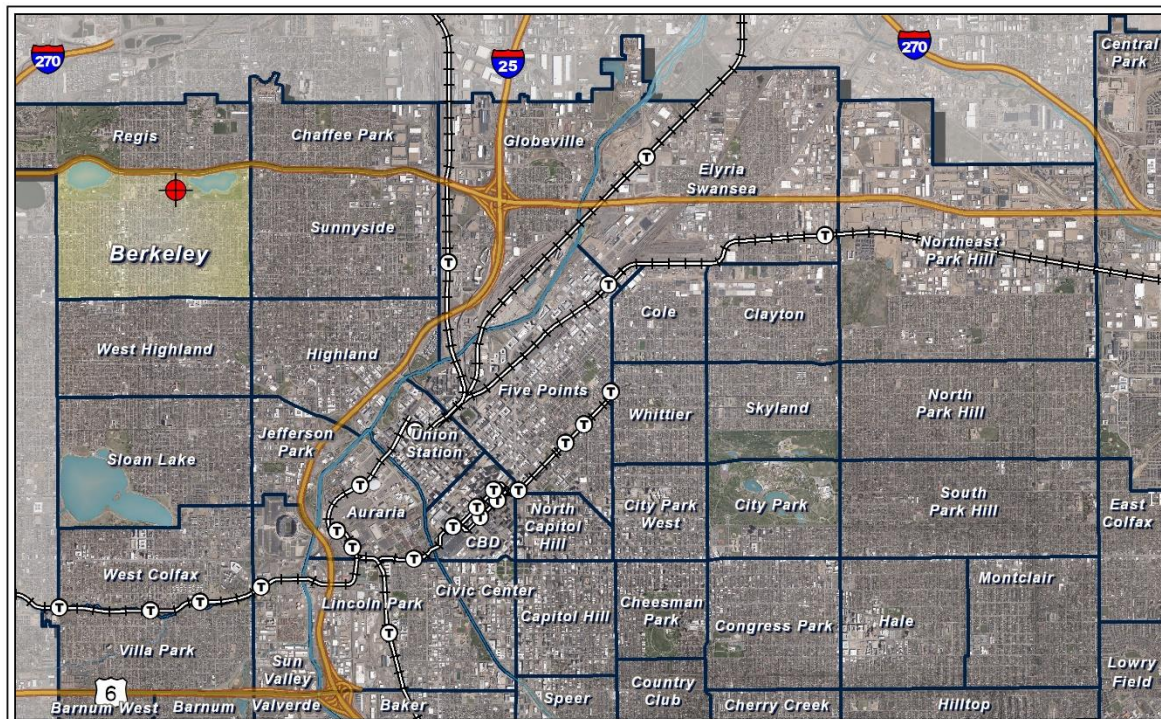 270
25
270
Central
Park
Regis
Chaffee Park
Globeville
Elyria
Swansea
Sunnyside
Berkeley
Northeast
Park Hill
T
T
T
T
West Highland
Highland
Cole
Clayton
Five Points
T
Whittier
Skyland
North
Park Hill
Jefferson
Park
T
Union
Station
T
T
Sloan Lake
T
Auraria
T
T
T
T
T
T
CBD
North
Capitol
Hill
City Park
West
City Park
South
Park Hill
East
Colfax
T
T
T
T
West Colfax
T
T
T
T
Lincoln Park
Civic Center
Capitol Hill
Cheesman
Park
Congress Park
Hale
Montclair
T
Villa Park
Sun
Valley
Country
Club
Lowry
Field
6
Barnum West
Barnum
Valverde
Baker
Speer
Cherry Creek
Hilltop